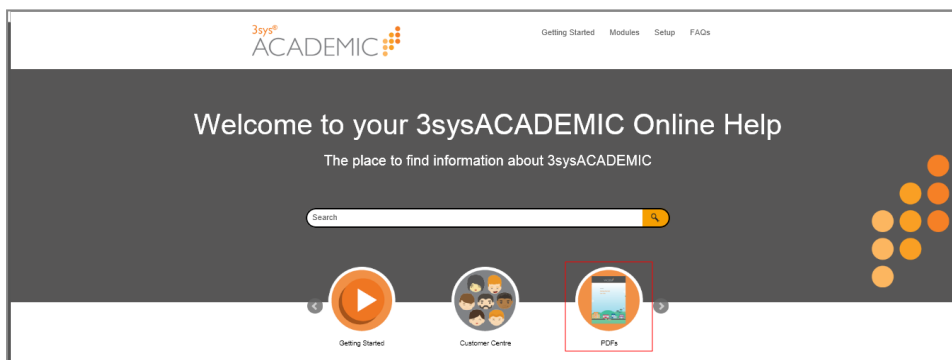 3sys®
ACADEMIC
Getting Started Modules Setup FAQs
Welcome to your 3sysACADEMIC Online Help
The place to find information about 3sysACADEMIC
Search
Getting Started Customer Centre PDFs